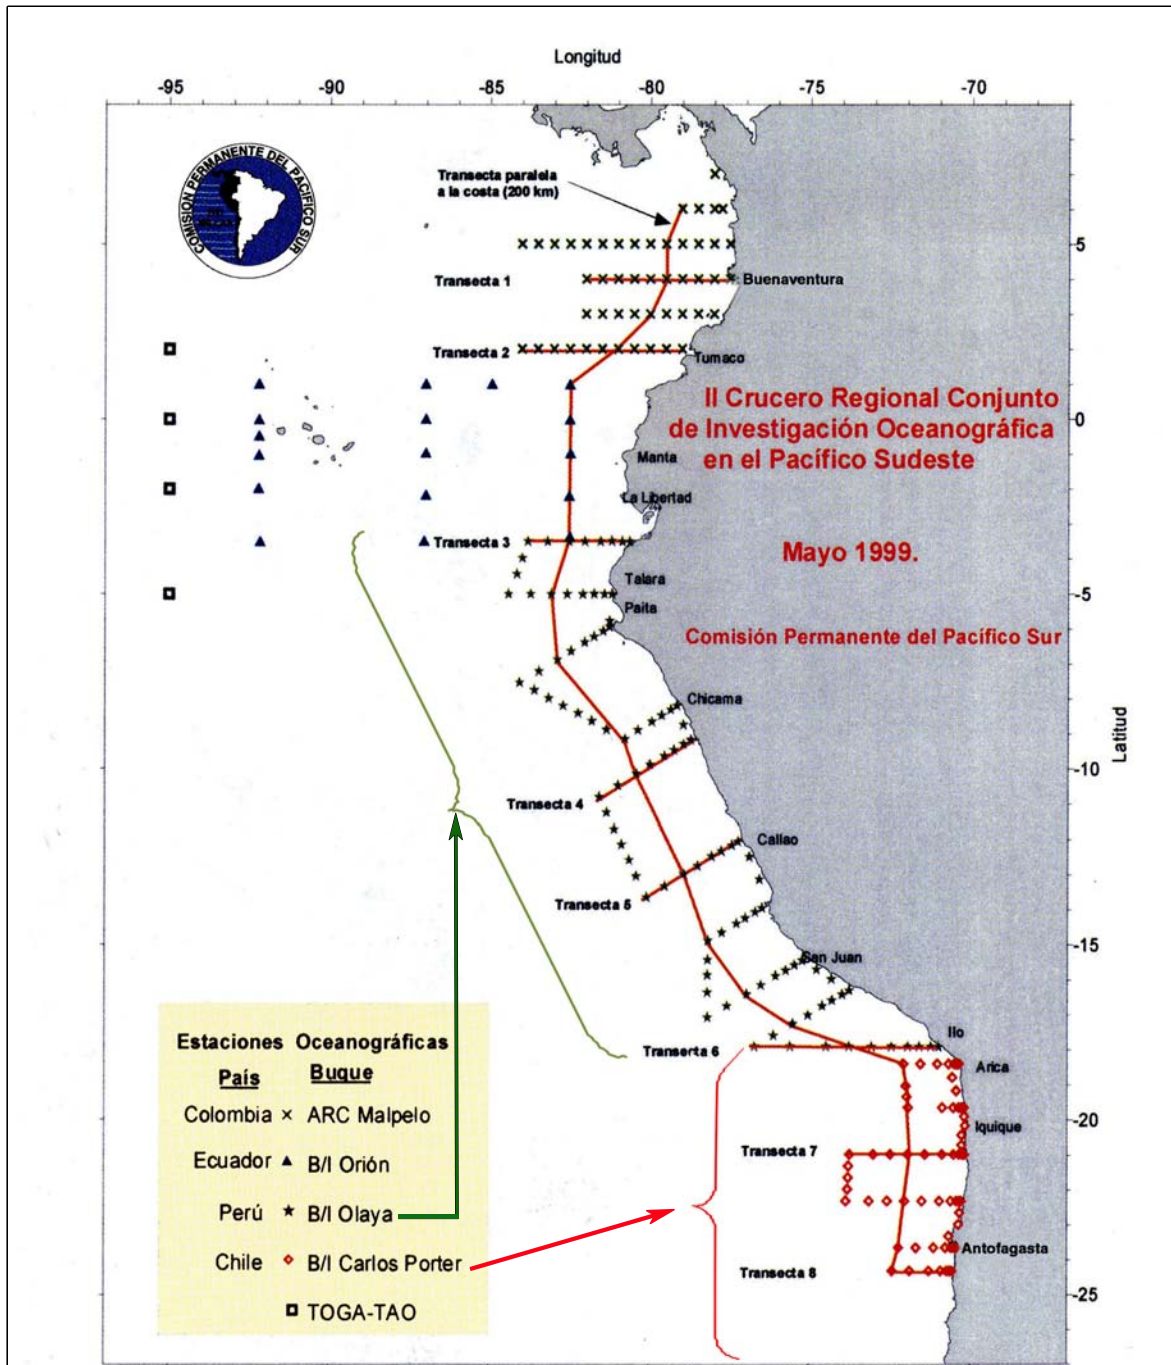 Longitud
-95 -90 -85 -80 -75 -70
COMISIÓN PERMANENTE DEL PACIFICO SUR
Transecta paralela
a la costa (200 km)
5
Transecta 1
Buenaventura
Transecta 2
Tumaco
II Crucero Regional Conjunto
de Investigación Oceanográfica
en el Pacífico Sudeste
0
Manta
La Libertad
Transecta 3
Mayo 1999.
Talara
-5
Paita
Comisión Permanente del Pacífico Sur
Chicama
Latitud
-10
Transecta 4
Callao
Transecta 5
-15
San Juan
Estaciones Oceanográficas
País Buque
Colombia ARC Malpelo
Ecuador B/I Orión
Perú B/I Olaya
Chile B/I Carlos Porter
TOGA-TAO
Ilo
Transerta 6
Arica
-20
Iquique
Transecta 7
Antofagasta
Transecta 8
-25